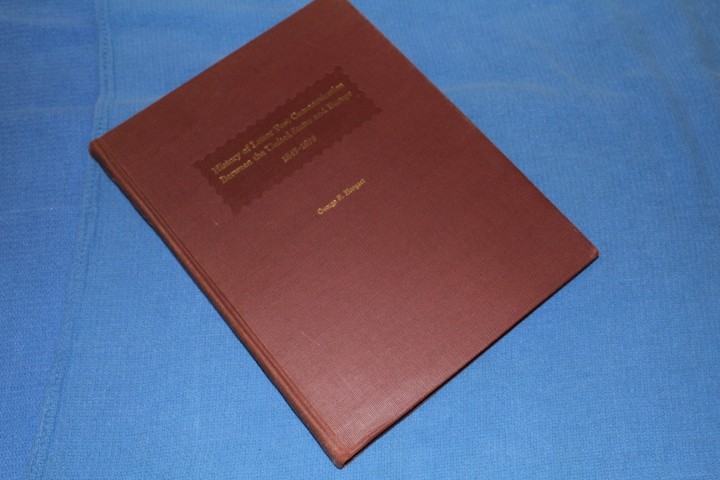 History of Letter Post Communication
Between the United States and Europe
1845-1875
George E. Hargest